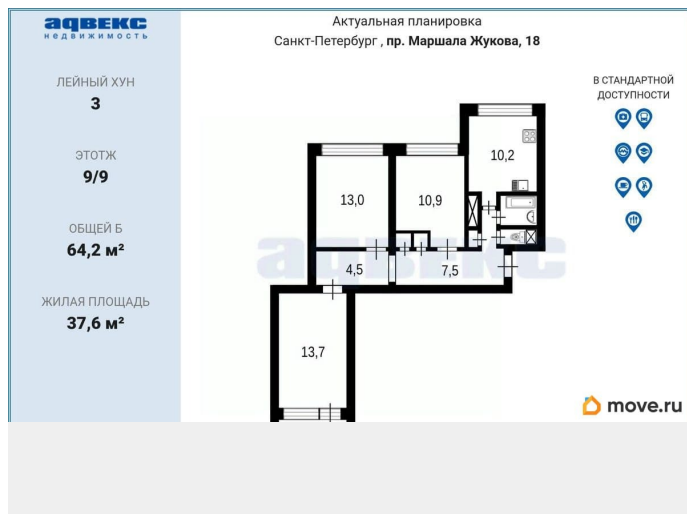 адвекс
недвижимость
Актуальная планировка
Санкт-Петербург , пр. Маршала Жукова, 18
ЛЕЙНЫЙ ХУН
3
ЭТОТЖ
9/9
ОБЩЕЙ Б
64,2 м²
ЖИЛАЯ ПЛОЩАДЬ
37,6 м²
В СТАНДАРТНОЙ
ДОСТУПНОСТИ
10,2
13,0
10,9
4,5
7,5
13,7
адвекс
move.ru